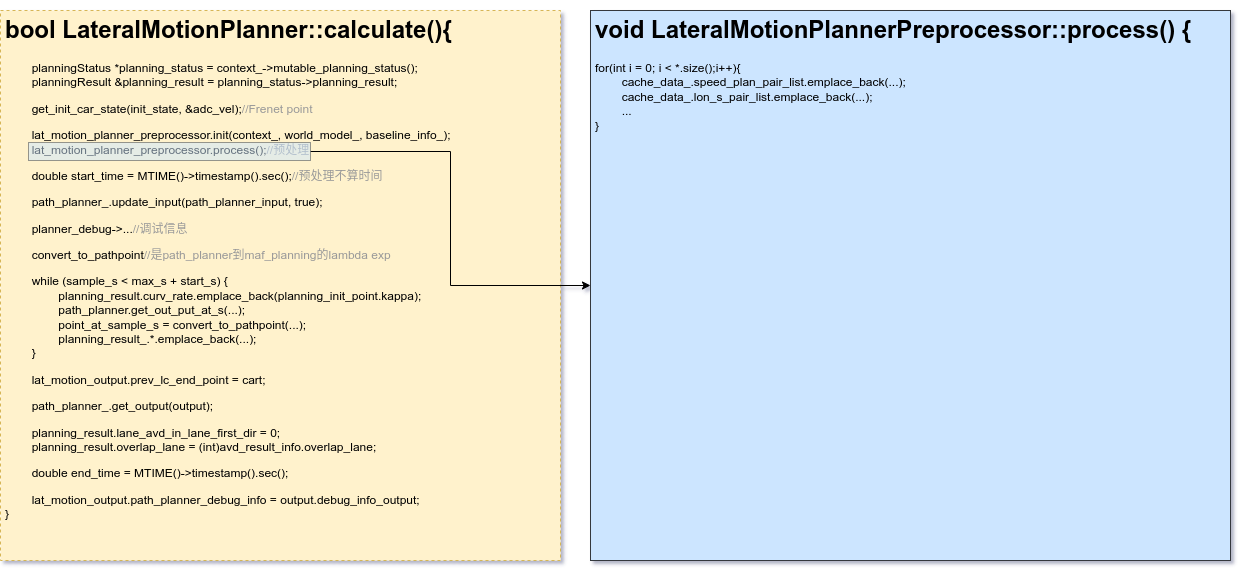 bool LateralMotionPlanner::calculate(){
planningStatus *planning_status = context_->mutable_planning_status();
planningResult &planning_result = planning_status->planning_result;
get_init_car_state(init_state, &adc_vel);//Frenet point
lat_motion_planner_preprocessor.init(context_, world_model_, baseline_info_);
lat_motion_planner_preprocessor.process();//预处理
double start_time = MTIME()->timestamp().sec();//预处理不算时间
path_planner_.update_input(path_planner_input, true);
planner_debug->...//调试信息
convert_to_pathpoint//是path_planner到maf_planning的lambda exp
while (sample_s < max_s + start_s) {
planning_result.curv_rate.emplace_back(planning_init_point.kappa);
path_planner.get_out_put_at_s(...);
point_at_sample_s = convert_to_pathpoint(...);
planning_result_.*.emplace_back(...);
}
lat_motion_output.prev_lc_end_point = cart;
path_planner_.get_output(output);
planning_result.lane_avd_in_lane_first_dir = 0;
planning_result.overlap_lane = (int)avd_result_info.overlap_lane;
double end_time = MTIME()->timestamp().sec();
lat_motion_output.path_planner_debug_info = output.debug_info_output;
}
void LateralMotionPlannerPreprocessor::process() {
for(int i = 0; i < *.size();i++){
cache_data_.speed_plan_pair_list.emplace_back(...);
cache_data_.lon_s_pair_list.emplace_back(...);
...
}